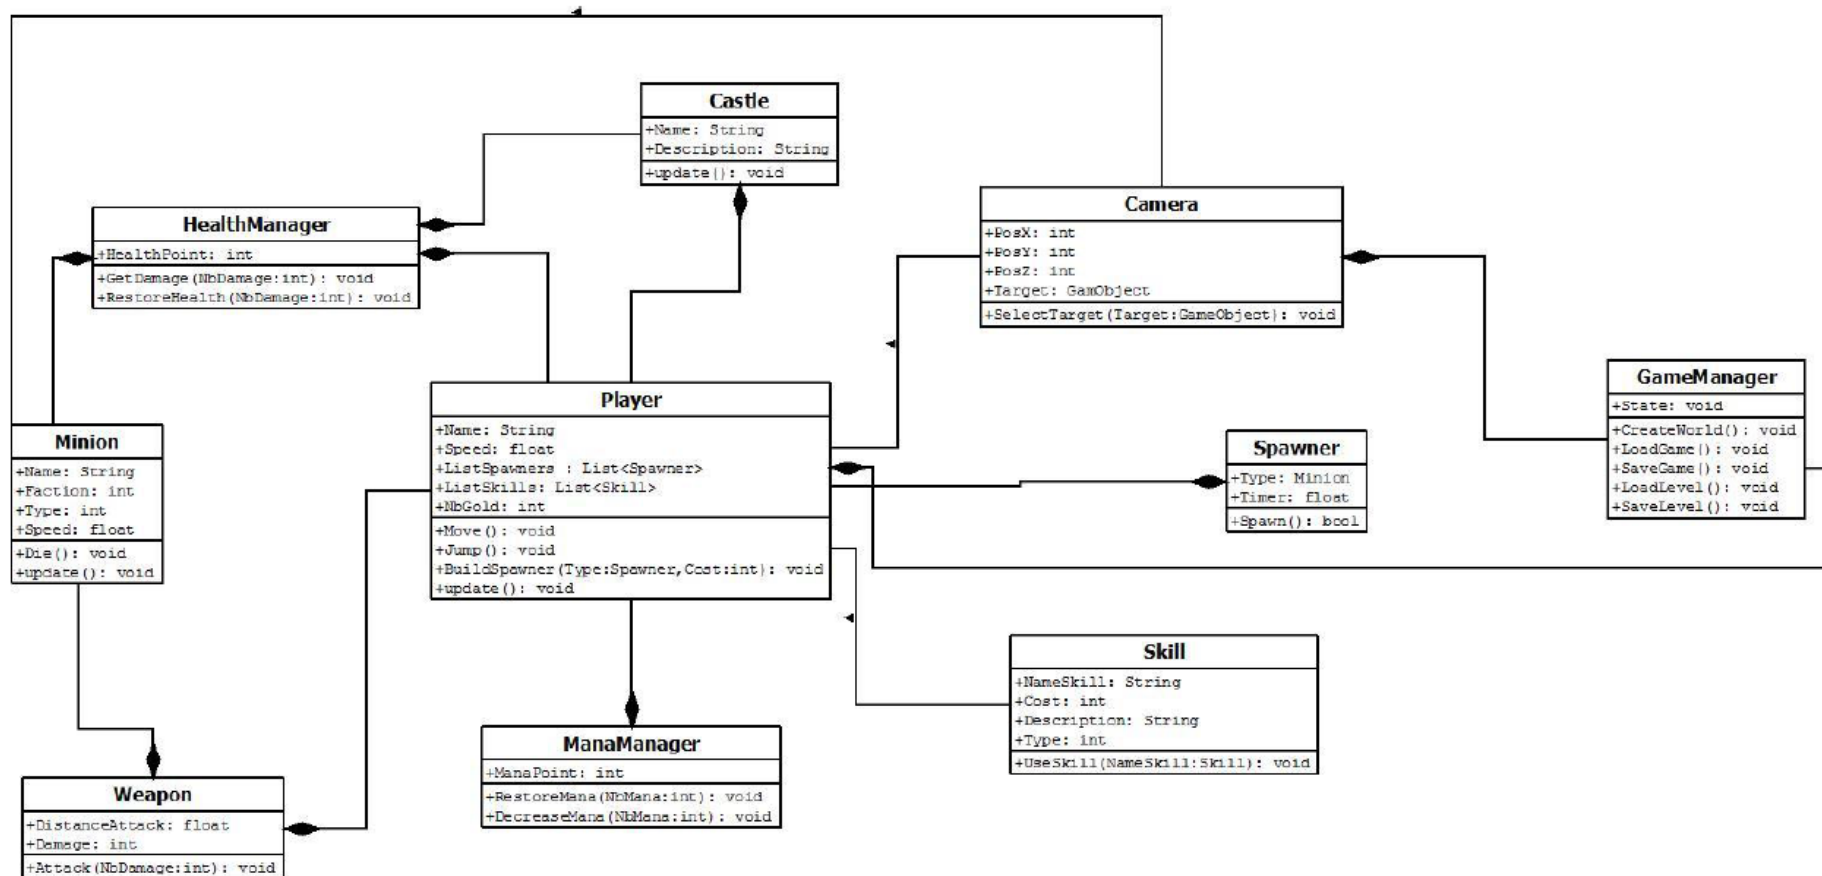 Castle
+Name: String
+Description: String
+update(): void
HealthManager
+HealthPoint: int
+GetDamage(NbDamage:int): void
+RestoreHealth(NbDamage:int): void
Camera
+PosX: int
+PosY: int
+PosZ: int
+Target: GamObject
+SelectTarget(Target:GameObject): void
GameManager
+State: void
+CreateWorld(): void
+LoadGame(): void
+SaveGame(): void
+LoadLevel(): void
+SaveLevel(): void
Player
+Name: String
+Speed: float
+ListSpawners : List<Spawner>
+ListSkills: List<Skill>
+NbGold: int
+Move(): void
+Jump(): void
+BuildSpawner(Type:Spawner,Cost:int): void
+update(): void
Minion
+Name: String
+Faction: int
+Type: int
+Speed: float
+Die(): void
+update(): void
Spawner
+Type: Minion
+Timer: float
+Spawn(): bool
Skill
+NameSkill: String
+Cost: int
+Description: String
+Type: int
+UseSkill(NameSkill:Skill): void
ManaManager
+ManaPoint: int
+RestoreMana(NbMana:int): void
+DecreaseMana(NbMana:int): void
Weapon
+DistanceAttack: float
+Damage: int
+Attack(NbDamage:int): void